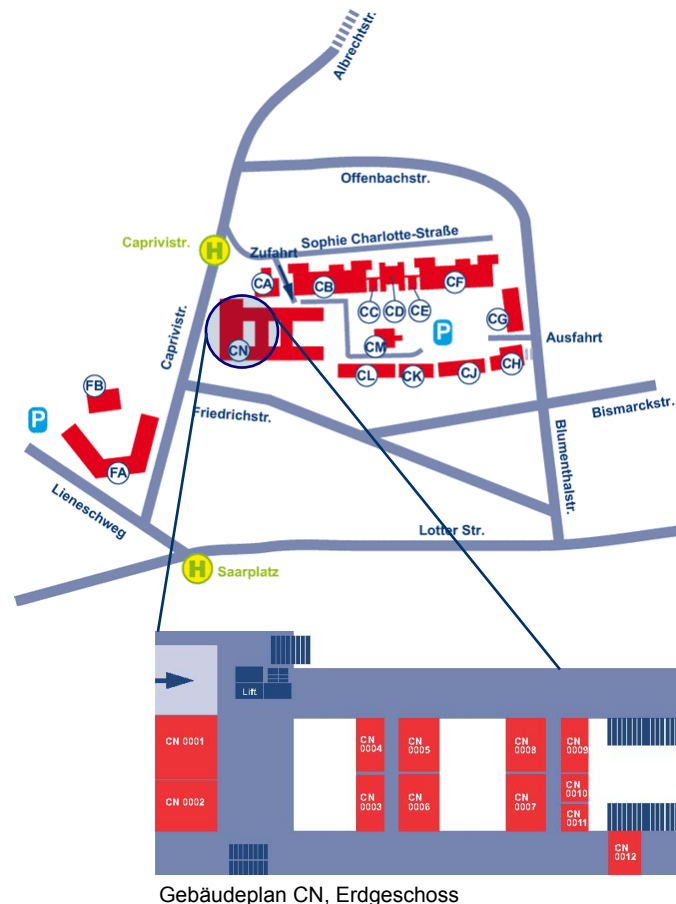 Albrechtstr.
Offenbachstr.
Caprivistr.
H
Sophie Charlotte-Straße
Zufahrt
CA
CB
CF
CC
CD
CE
CG
Caprivistr.
P
CM
CN
Ausfahrt
CL
CK
CJ
CH
FB
P
Friedrichstr.
Bismarckstr.
Blumenthalstr.
FA
Lieneschweg
Lotter Str.
H
Saarplatz
Lift
CN 0001
CN
0004
CN
0005
CN
0008
CN
0009
CN 0002
CN
0003
CN
0006
CN
0007
CN
0010
CN
0011
CN
0012
Gebäudeplan CN, Erdgeschoss